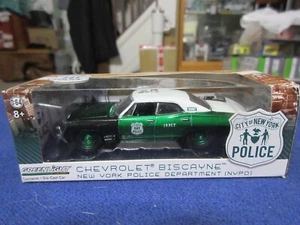 8+
CITY OF NEW YORK
POLICE
GREENLIGHT
CHEVROLET® BISCAYNE™
NEW YORK POLICE DEPARTMENT (NYPD)